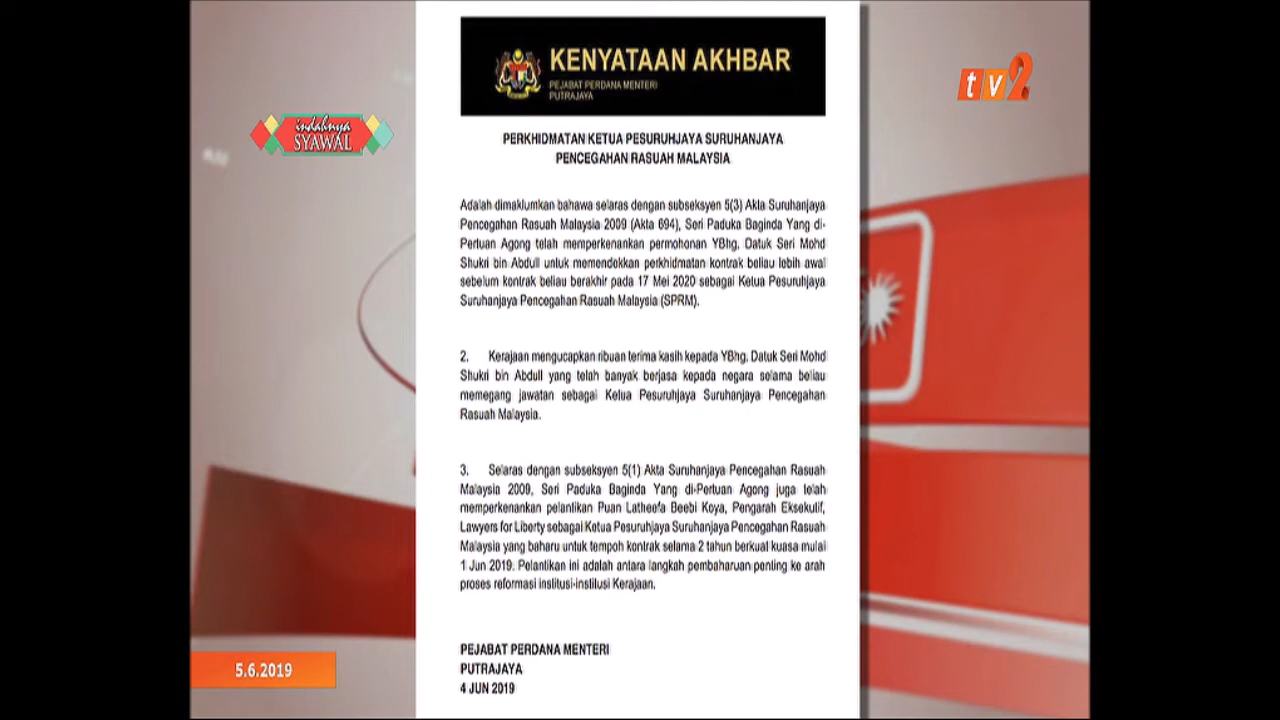 KENYATAAN AKHBAR
PEJABAT PERDANA MENTERI
PUTRAJAYA
tv2
indahnya
SYAWAL
PERKHIDMATAN KETUA PESURUHJAYA SURUHANJAYA
PENCEGAHAN RASUAH MALAYSIA
Adalah dimaklumkan bahawa selaras dengan subseksyen 5(3) Akta Suruhanjaya
Pencegahan Rasuah Malaysia 2009 (Akta 694), Seri Paduka Baginda Yang di-
Pertuan Agong telah memperkenankan permohonan YBhg. Datuk Seri Mohd
Shukri bin Abdull untuk memendekkan perkhidmatan kontrak beliau lebih awal
sebelum kontrak beliau berakhir pada 17 Mei 2020 sebagai Ketua Pesuruhjaya
Suruhanjaya Pencegahan Rasuah Malaysia (SPRM).
2. Kerajaan mengucapkan ribuan terima kasih kepada YBhg. Datuk Seri Mohd
Shukri bin Abdull yang telah banyak berjasa kepada negara selama beliau
memegang jawatan sebagai Ketua Pesuruhjaya Suruhanjaya Pencegahan
Rasuah Malaysia.
3. Selaras dengan subseksyen 5(1) Akta Suruhanjaya Pencegahan Rasuah
Malaysia 2009, Seri Paduka Baginda Yang di-Pertuan Agong juga telah
memperkenankan pelantikan Puan Latheefa Beebi Koya, Pengarah Eksekutif,
Lawyers for Liberty sebagai Ketua Pesuruhjaya Suruhanjaya Pencegahan Rasuah
Malaysia yang baharu untuk tempoh kontrak selama 2 tahun berkuat kuasa mulai
1 Jun 2019. Pelantikan ini adalah antara langkah pembaharuan penting ke arah
proses reformasi institusi-institusi Kerajaan.
PEJABAT PERDANA MENTERI
PUTRAJAYA
4 JUN 2019
5.6.2019